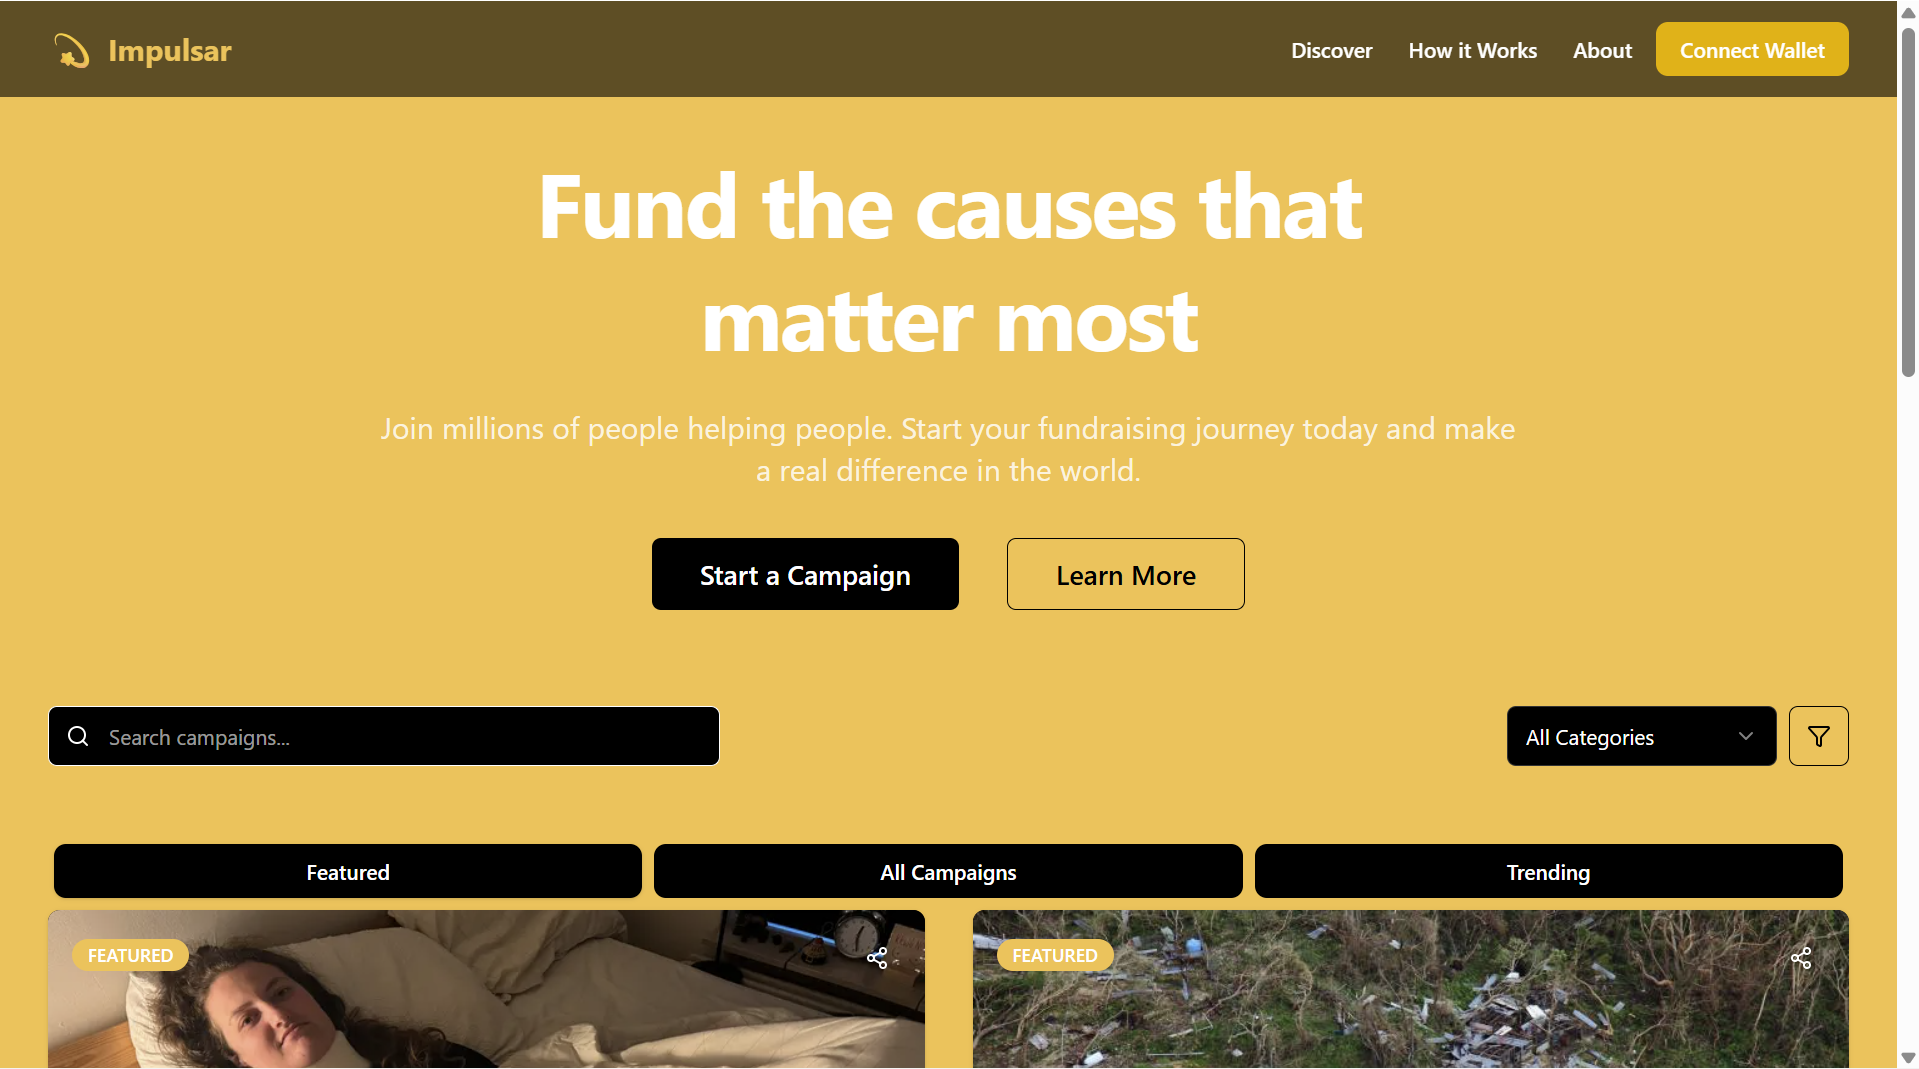 Impulsar
Discover
How it Works
About
Connect Wallet
Fund the causes that
matter most
Join millions of people helping people. Start your fundraising journey today and make
a real difference in the world.
Start a Campaign
Learn More
Search campaigns...
All Categories
Featured
All Campaigns
Trending
FEATURED
FEATURED